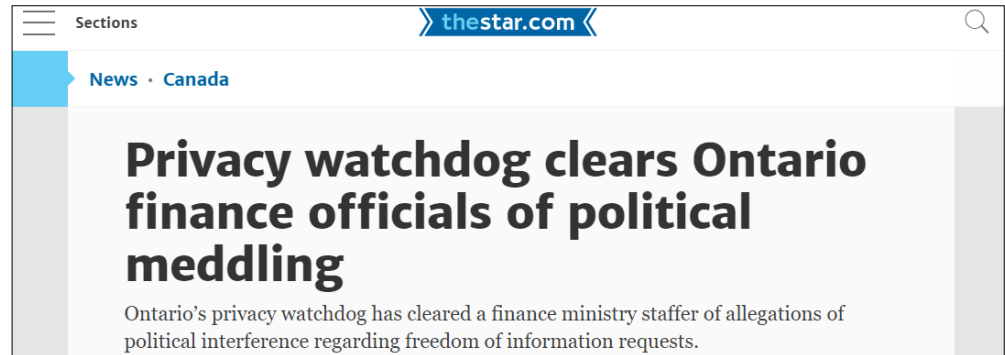 Sections
thestar.com
News • Canada
Privacy watchdog clears Ontario
finance officials of political
meddling
Ontario’s privacy watchdog has cleared a finance ministry staffer of allegations of
political interference regarding freedom of information requests.